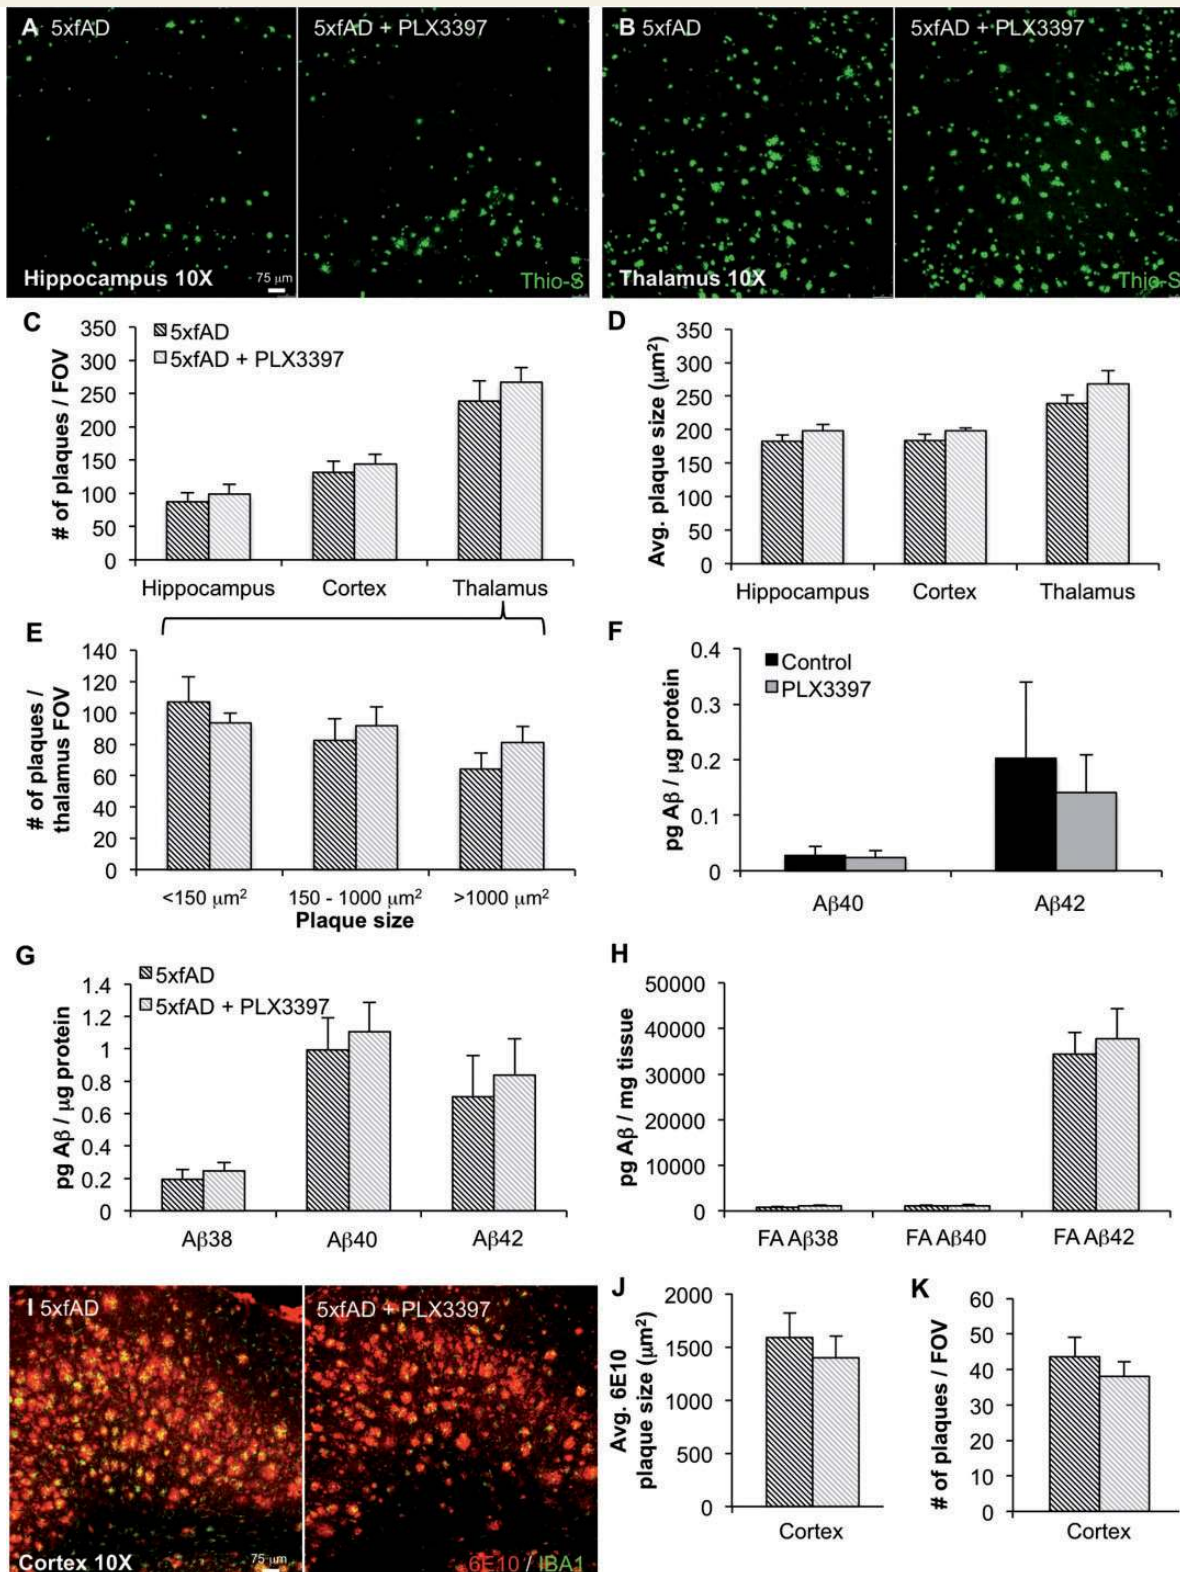 A 5xfAD
5xfAD + PLX3397
Hippocampus 10X
75 µm
Thio-S
B 5xfAD
5xfAD + PLX3397
Thalamus 10X
Thio-S
C
# of plaques / FOV
350
300
250
200
150
100
50
0
5xfAD
5xfAD + PLX3397
Hippocampus
Cortex
Thalamus
D
Avg. plaque size (µm²)
350
300
250
200
150
100
50
0
Hippocampus
Cortex
Thalamus
E
# of plaques /
thalamus FOV
140
120
100
80
60
40
20
0
<150 µm²
150 - 1000 µm²
>1000 µm²
Plaque size
F
pg Aβ / µg protein
0.4
0.3
0.2
0.1
0
Control
PLX3397
Aβ40
Aβ42
G
pg Aβ / µg protein
1.4
1.2
1
0.8
0.6
0.4
0.2
0
5xfAD
5xfAD + PLX3397
Aβ38
Aβ40
Aβ42
H
pg Aβ / mg tissue
50000
40000
30000
20000
10000
0
FA Aβ38
FA Aβ40
FA Aβ42
I 5xfAD
5xfAD + PLX3397
Cortex 10X
75 µm
6E10 / IBA1
J
Avg. 6E10
plaque size (µm²)
2000
1500
1000
500
0
Cortex
K
# of plaques / FOV
60
50
40
30
20
10
0
Cortex